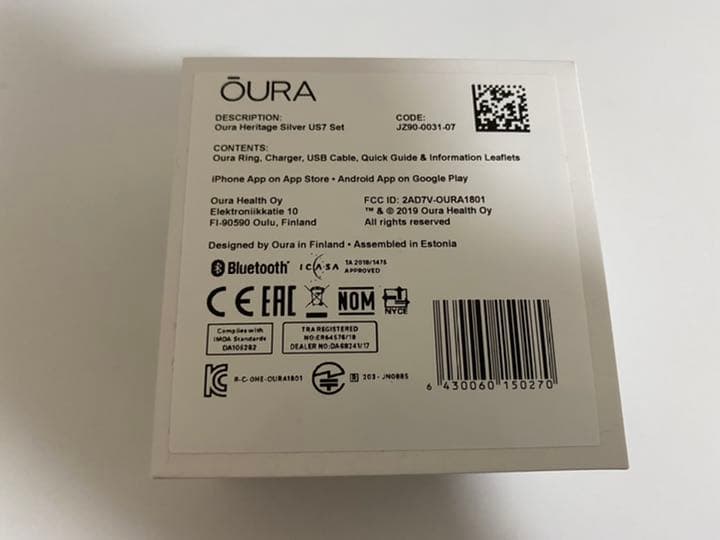 ŌURA
DESCRIPTION:
Oura Heritage Silver US7 Set
CODE:
JZ90-0031-07
CONTENTS:
Oura Ring, Charger, USB Cable, Quick Guide & Information Leaflets
iPhone App on App Store • Android App on Google Play
Oura Health Oy
Elektroniikkatie 10
FI-90590 Oulu, Finland
FCC ID: 2AD7V-OURA1801
™ & ® 2019 Oura Health Oy
All rights reserved
Designed by Oura in Finland • Assembled in Estonia
Bluetooth®
ICASA
TA 2018/1475
APPROVED
CE EAC NOM NYCE
Complies with
IMDA Standards
DA105282
TRA REGISTERED
NO:ER64576/18
DEALER NO:DA68241/17
R-C-OHE-OURA1801
R 203-JN0885
6 430060 150270